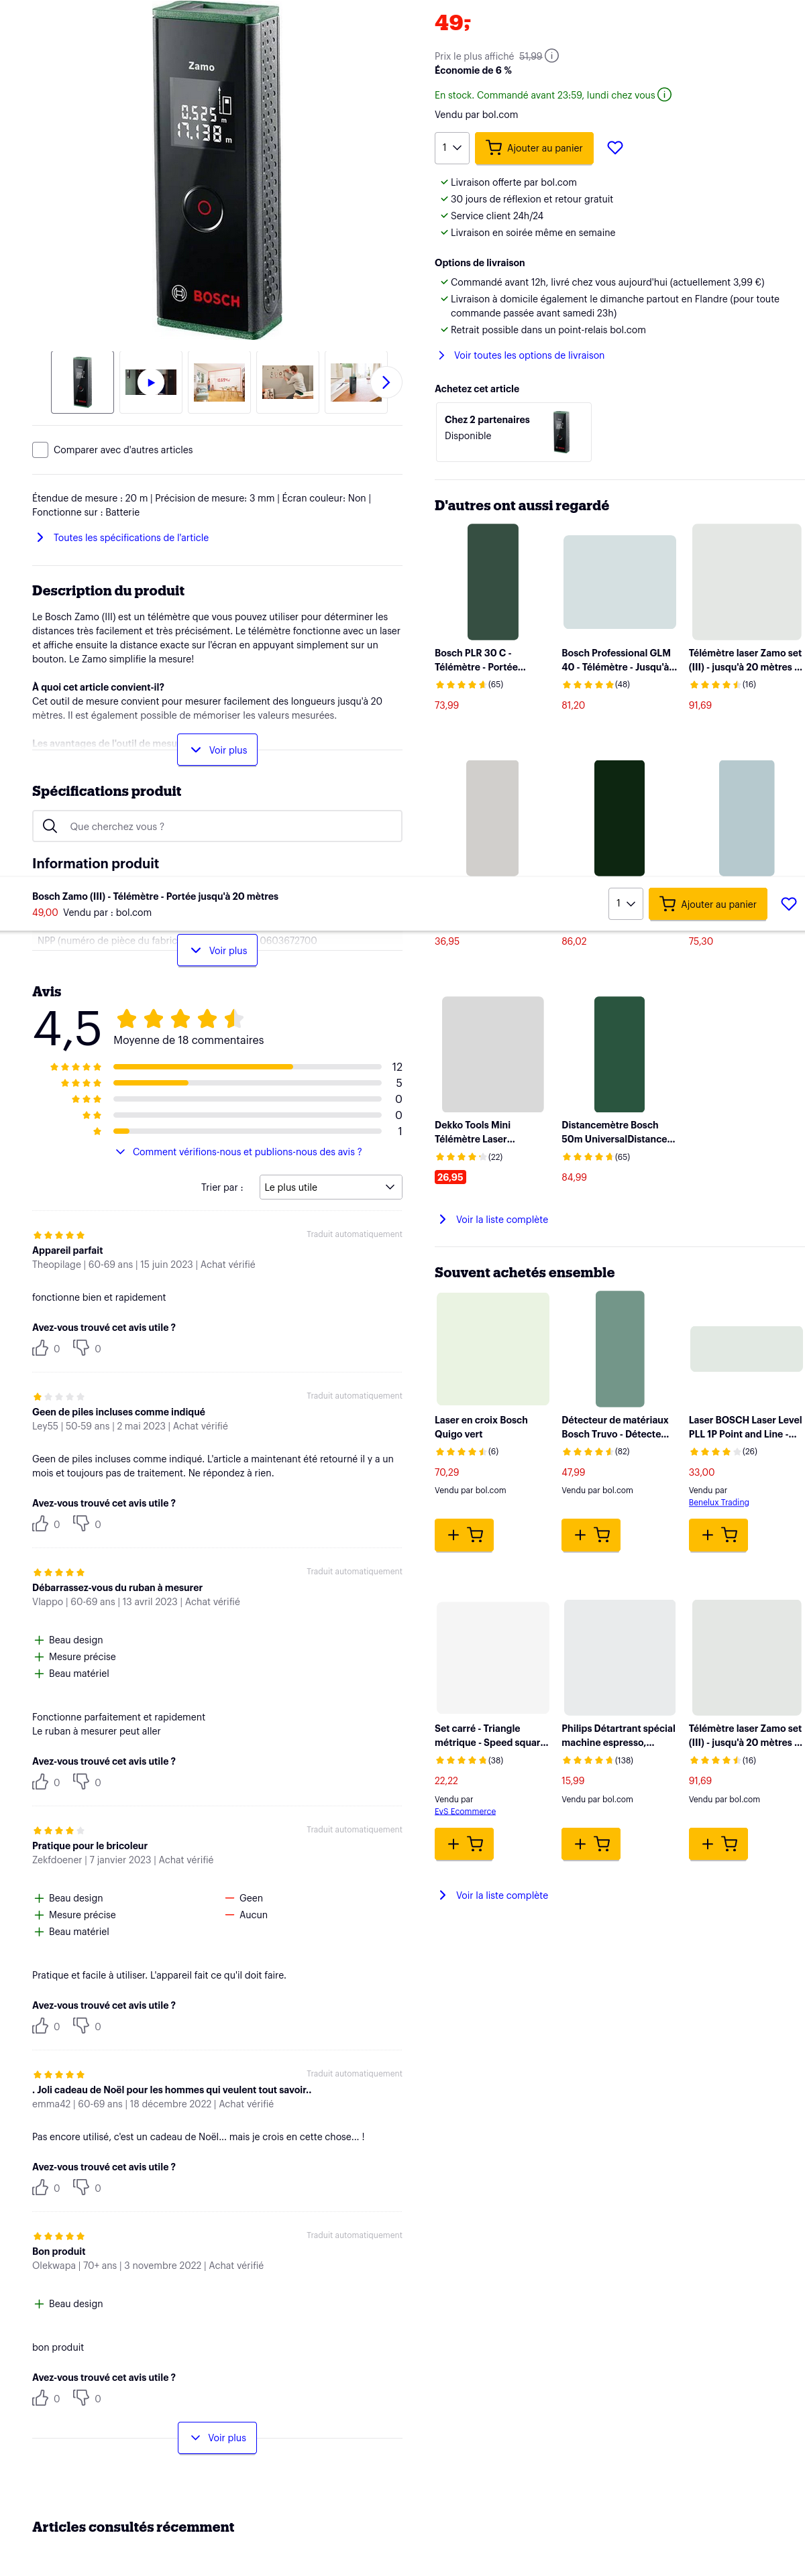 Zamo
0.525 m
17.138 m
BOSCH
Comparer avec d'autres articles
Étendue de mesure : 20 m | Précision de mesure: 3 mm | Écran couleur: Non |
Fonctionne sur : Batterie
Toutes les spécifications de l'article
Description du produit
Le Bosch Zamo (III) est un télémètre que vous pouvez utiliser pour déterminer les
distances très facilement et très précisément. Le télémètre fonctionne avec un laser
et affiche ensuite la distance exacte sur l'écran en appuyant simplement sur un
bouton. Le Zamo simplifie la mesure!
À quoi cet article convient-il?
Cet outil de mesure convient pour mesurer facilement des longueurs jusqu'à 20
mètres. Il est également possible de mémoriser les valeurs mesurées.
Les avantages de l'outil de mesu
Voir plus
Spécifications produit
Que cherchez vous ?
Information produit
49,-
Prix le plus affiché 51,99
Économie de 6 %
En stock. Commandé avant 23:59, lundi chez vous
Vendu par bol.com
1
Ajouter au panier
Livraison offerte par bol.com
30 jours de réflexion et retour gratuit
Service client 24h/24
Livraison en soirée même en semaine
Options de livraison
Commandé avant 12h, livré chez vous aujourd'hui (actuellement 3,99 €)
Livraison à domicile également le dimanche partout en Flandre (pour toute
commande passée avant samedi 23h)
Retrait possible dans un point-relais bol.com
Voir toutes les options de livraison
Achetez cet article
Chez 2 partenaires
Disponible
D'autres ont aussi regardé
Bosch PLR 30 C -
Télémètre - Portée...
(65)
73,99
Bosch Professional GLM
40 - Télémètre - Jusqu'à...
(48)
81,20
Télémètre laser Zamo set
(III) - jusqu'à 20 mètres ...
(16)
91,69
Bosch Zamo (III) - Télémètre - Portée jusqu'à 20 mètres
49,00 Vendu par : bol.com
1
Ajouter au panier
NPP (numéro de pièce du fabric
0603672700
Voir plus
36,95
86,02
75,30
Dekko Tools Mini
Télémètre Laser...
(22)
26,95
Distancemètre Bosch
50m UniversalDistance...
(65)
84,99
Voir la liste complète
Avis
4,5
Moyenne de 18 commentaires
12
5
0
0
1
Comment vérifions-nous et publions-nous des avis ?
Trier par :
Le plus utile
Traduit automatiquement
Appareil parfait
Theopilage | 60-69 ans | 15 juin 2023 | Achat vérifié
fonctionne bien et rapidement
Avez-vous trouvé cet avis utile ?
0 0
Traduit automatiquement
Geen de piles incluses comme indiqué
Ley55 | 50-59 ans | 2 mai 2023 | Achat vérifié
Geen de piles incluses comme indiqué. L'article a maintenant été retourné il y a un
mois et toujours pas de traitement. Ne répondez à rien.
Avez-vous trouvé cet avis utile ?
0 0
Traduit automatiquement
Débarrassez-vous du ruban à mesurer
Vlappo | 60-69 ans | 13 avril 2023 | Achat vérifié
Beau design
Mesure précise
Beau matériel
Fonctionne parfaitement et rapidement
Le ruban à mesurer peut aller
Avez-vous trouvé cet avis utile ?
0 0
Traduit automatiquement
Pratique pour le bricoleur
Zekfdoener | 7 janvier 2023 | Achat vérifié
Beau design
Mesure précise
Beau matériel
Geen
Aucun
Pratique et facile à utiliser. L'appareil fait ce qu'il doit faire.
Avez-vous trouvé cet avis utile ?
0 0
Traduit automatiquement
. Joli cadeau de Noël pour les hommes qui veulent tout savoir..
emma42 | 60-69 ans | 18 décembre 2022 | Achat vérifié
Pas encore utilisé, c'est un cadeau de Noël... mais je crois en cette chose... !
Avez-vous trouvé cet avis utile ?
0 0
Traduit automatiquement
Bon produit
Olekwapa | 70+ ans | 3 novembre 2022 | Achat vérifié
Beau design
bon produit
Avez-vous trouvé cet avis utile ?
0 0
Voir plus
Souvent achetés ensemble
Laser en croix Bosch
Quigo vert
(6)
70,29
Vendu par bol.com
Détecteur de matériaux
Bosch Truvo - Détecte...
(82)
47,99
Vendu par bol.com
Laser BOSCH Laser Level
PLL 1P Point and Line -...
(26)
33,00
Vendu par
Benelux Trading
Set carré - Triangle
métrique - Speed squar...
(38)
22,22
Vendu par
EvS Ecommerce
Philips Détartrant spécial
machine espresso,...
(138)
15,99
Vendu par bol.com
Télémètre laser Zamo set
(III) - jusqu'à 20 mètres ...
(16)
91,69
Vendu par bol.com
Voir la liste complète
Articles consultés récemment